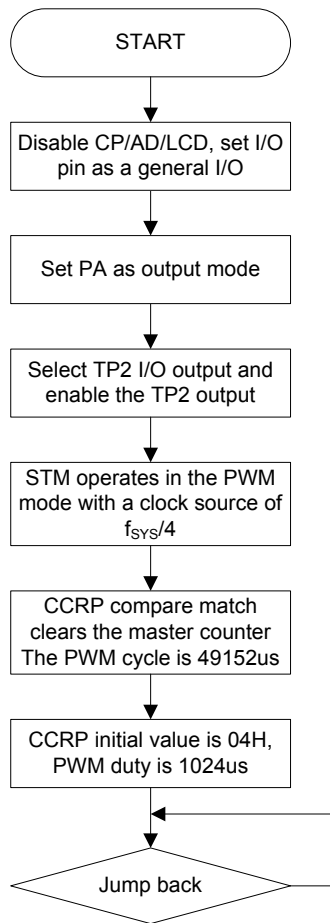 START
Disable CP/AD/LCD, set I/O
pin as a general I/O
Set PA as output mode
Select TP2 I/O output and
enable the TP2 output
STM operates in the PWM
mode with a clock source of
fSYS/4
CCRP compare match
clears the master counter
The PWM cycle is 49152us
CCRP initial value is 04H,
PWM duty is 1024us
Jump back